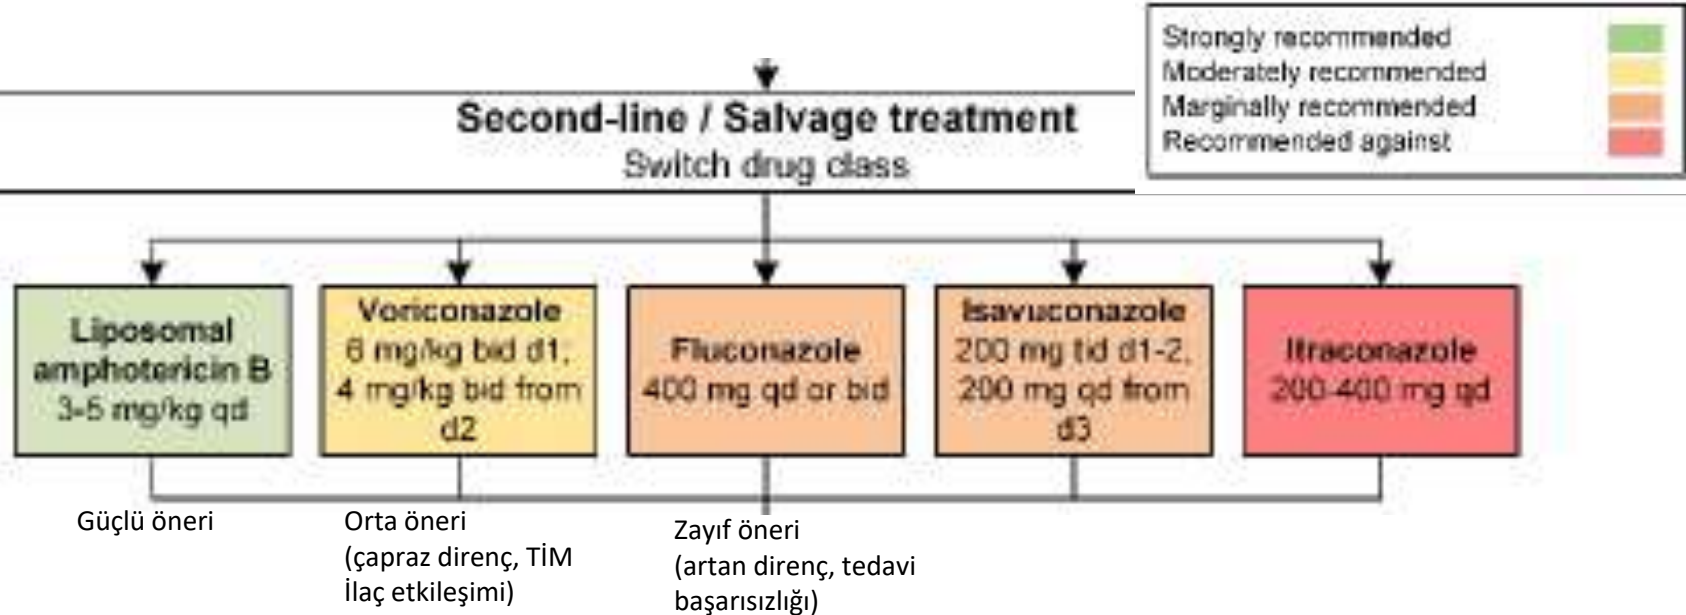 Strongly recommended
Moderately recommended
Marginally recommended
Recommended against
Second-line / Salvage treatment
Switch drug class
Liposomal
amphotericin B
3-5 mg/kg qd
Voriconazole
6 mg/kg bid d1;
4 mg/kg bid from
d2
Fluconazole
400 mg qd or bid
Isavuconazole
200 mg tid d1-2,
200 mg qd from
d3
Itraconazole
200-400 mg qd
Güçlü öneri
Orta öneri
(çapraz direnç, TİM
İlaç etkileşimi)
Zayıf öneri
(artan direnç, tedavi
başarısızlığı)